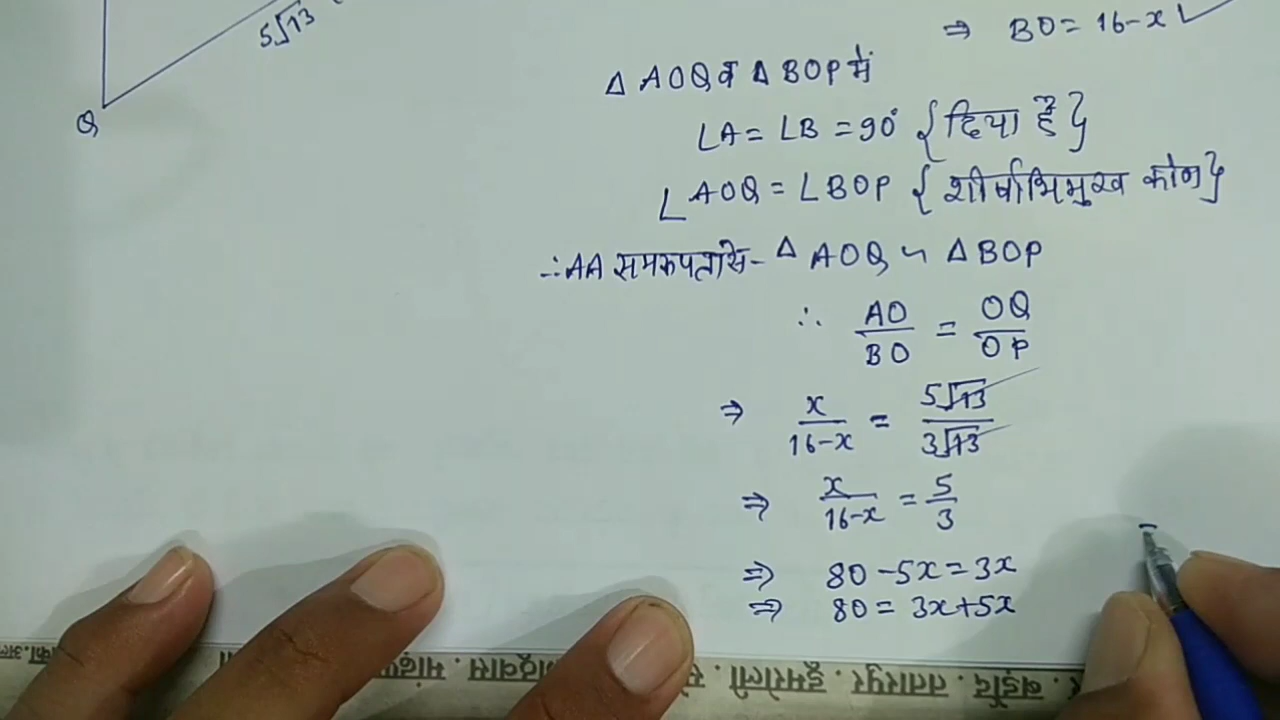 5√13
Q
⇒ BO = 16-x ✓
Δ AOQ व Δ BOP में
∠A = ∠B = 90° {दिया है}
∠AOQ = ∠BOP {शीर्षाभिमुख कोण}
∴ AA समरूपता से - Δ AOQ ∽ Δ BOP
∴ AO/BO = OQ/OP
⇒ x/16-x = 5√13/3√13
⇒ x/16-x = 5/3
⇒ 80 - 5x = 3x
⇒ 80 = 3x+5x